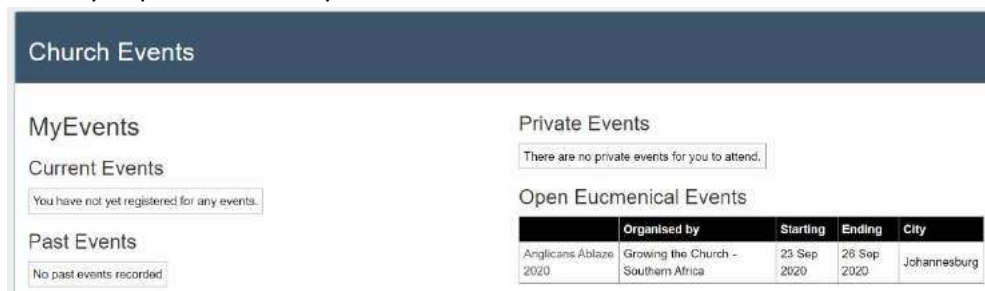 Church Events
MyEvents
Current Events
You have not yet registered for any events.
Past Events
No past events recorded
Private Events
There are no private events for you to attend.
Open Eucmenical Events
Organised by Starting Ending City
Anglicans Ablaze Growing the Church - 23 Sep 26 Sep Johannesburg
2020 Southern Africa 2020 2020